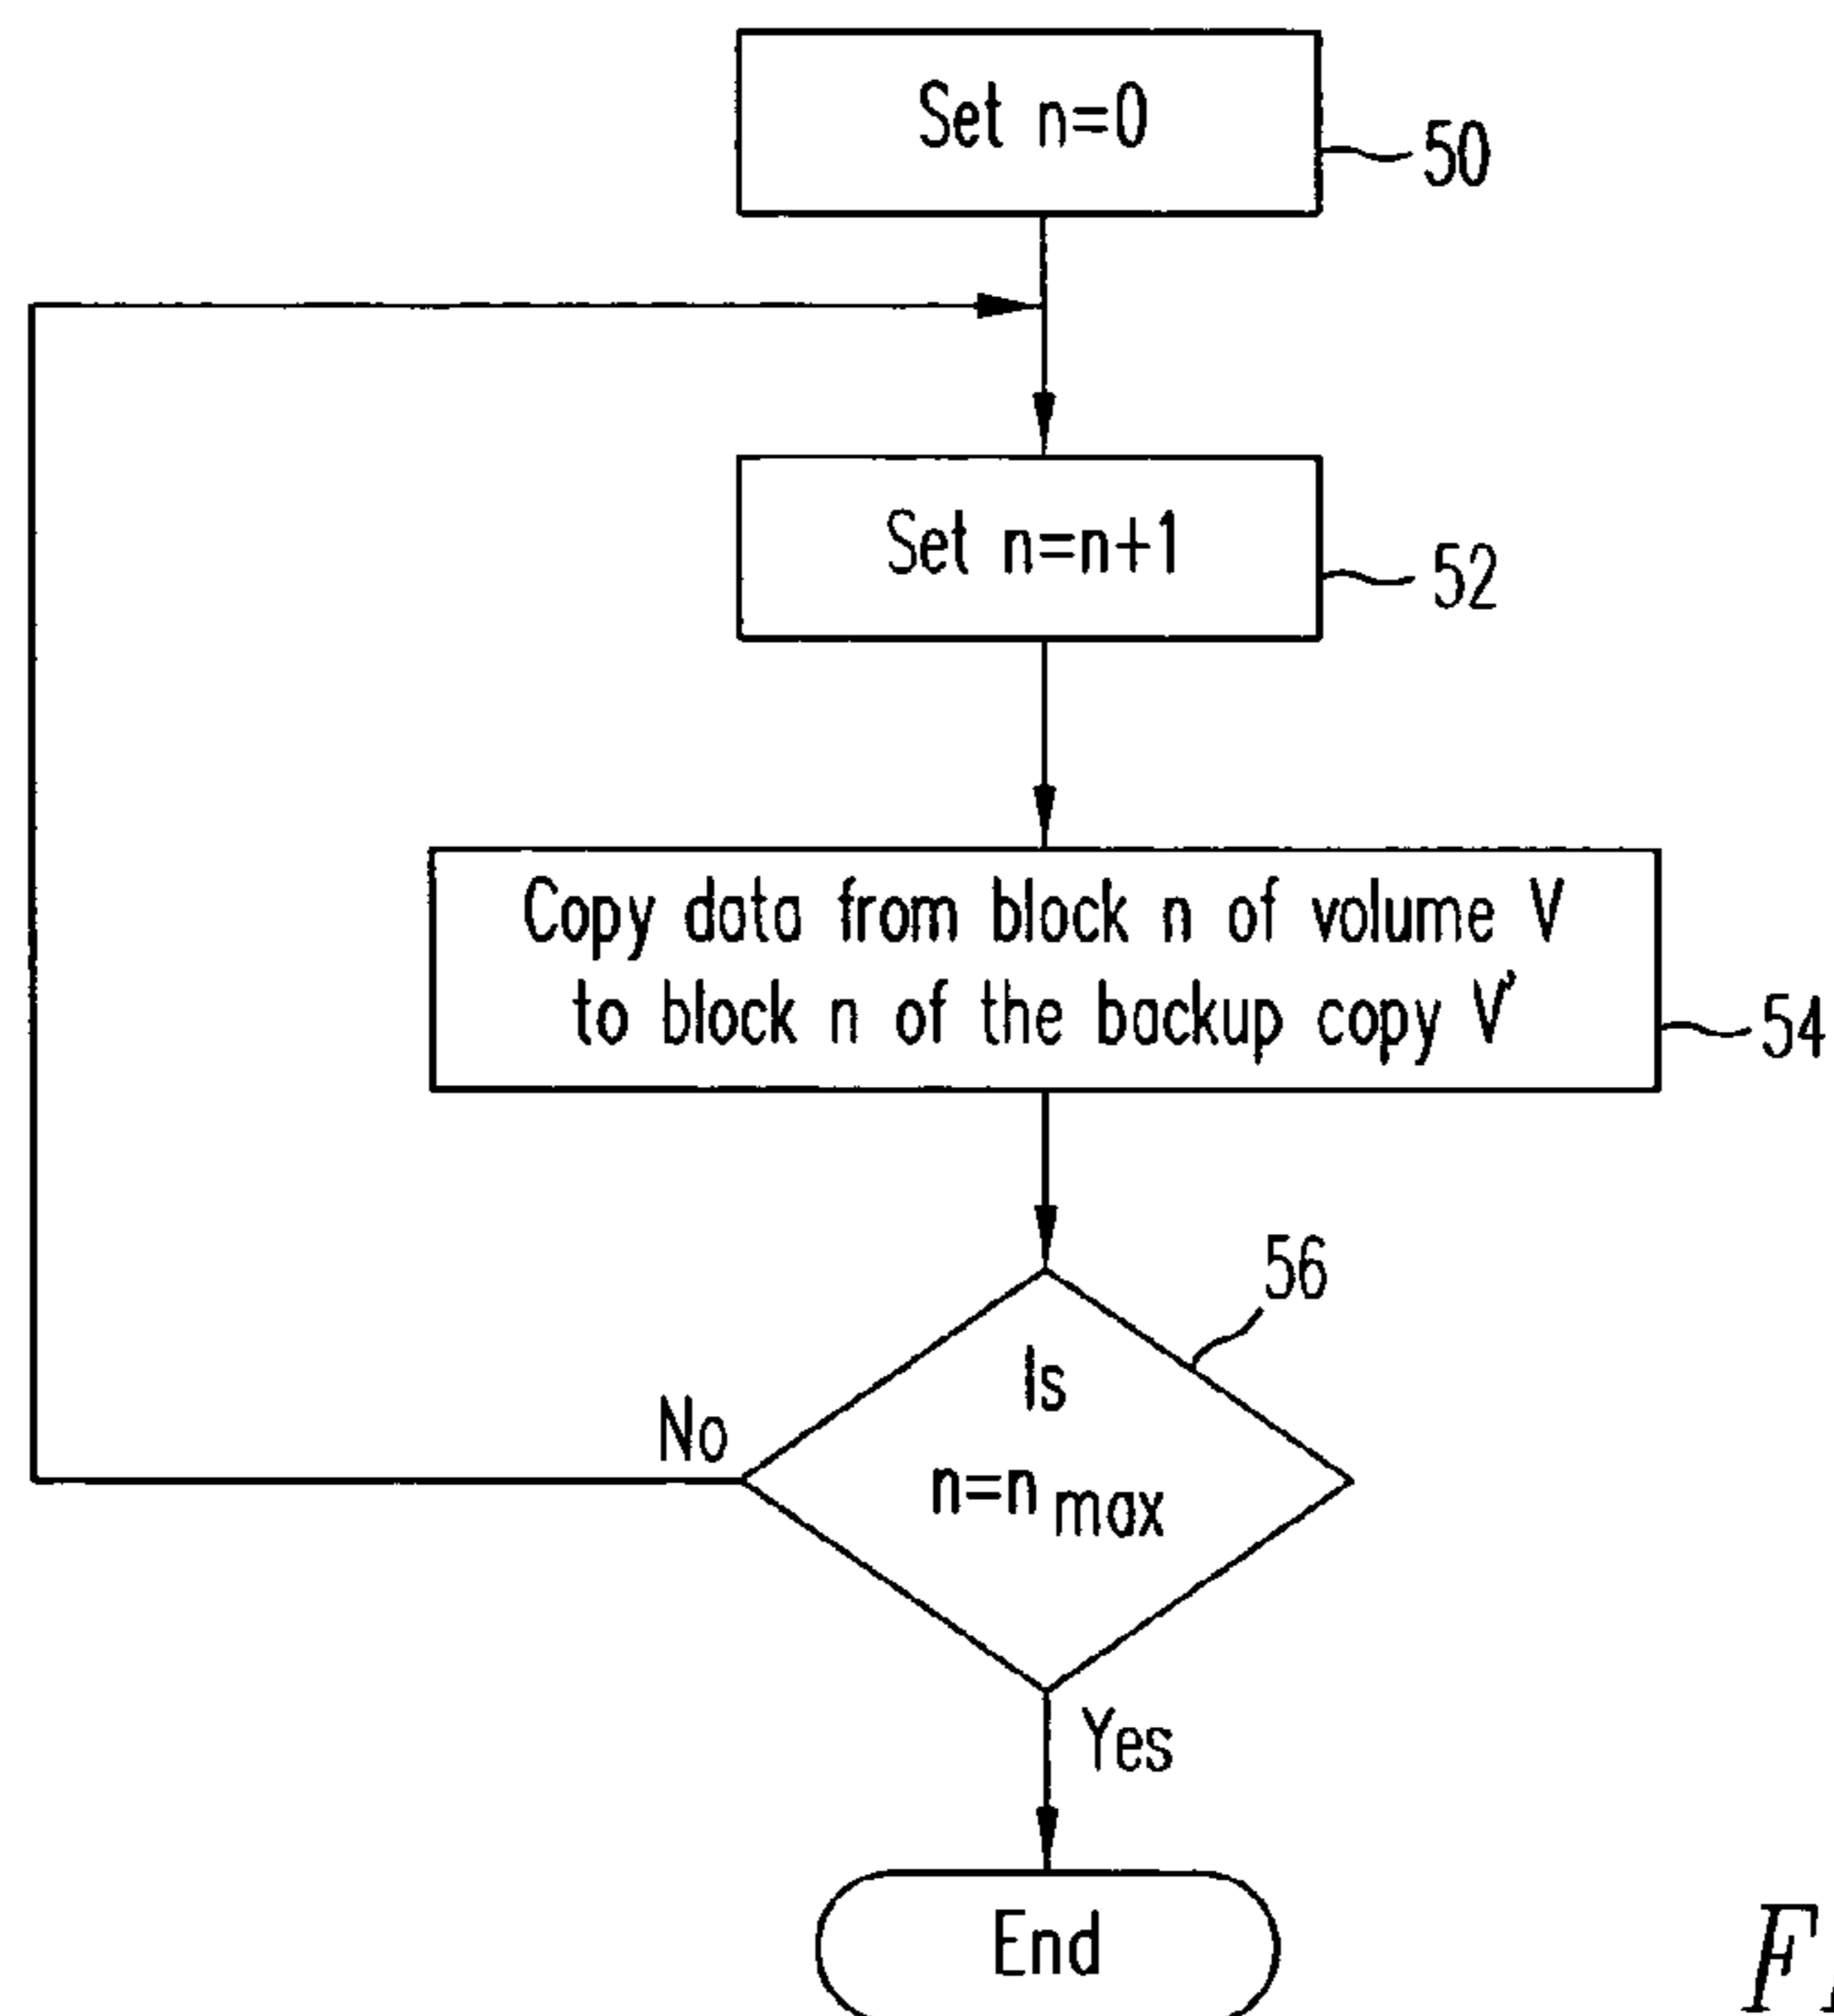 Set n=0
50
Set n=n+1
52
Copy data from block n of volume V
to block n of the backup copy V'
54
56
Is
n=n max
No
Yes
End